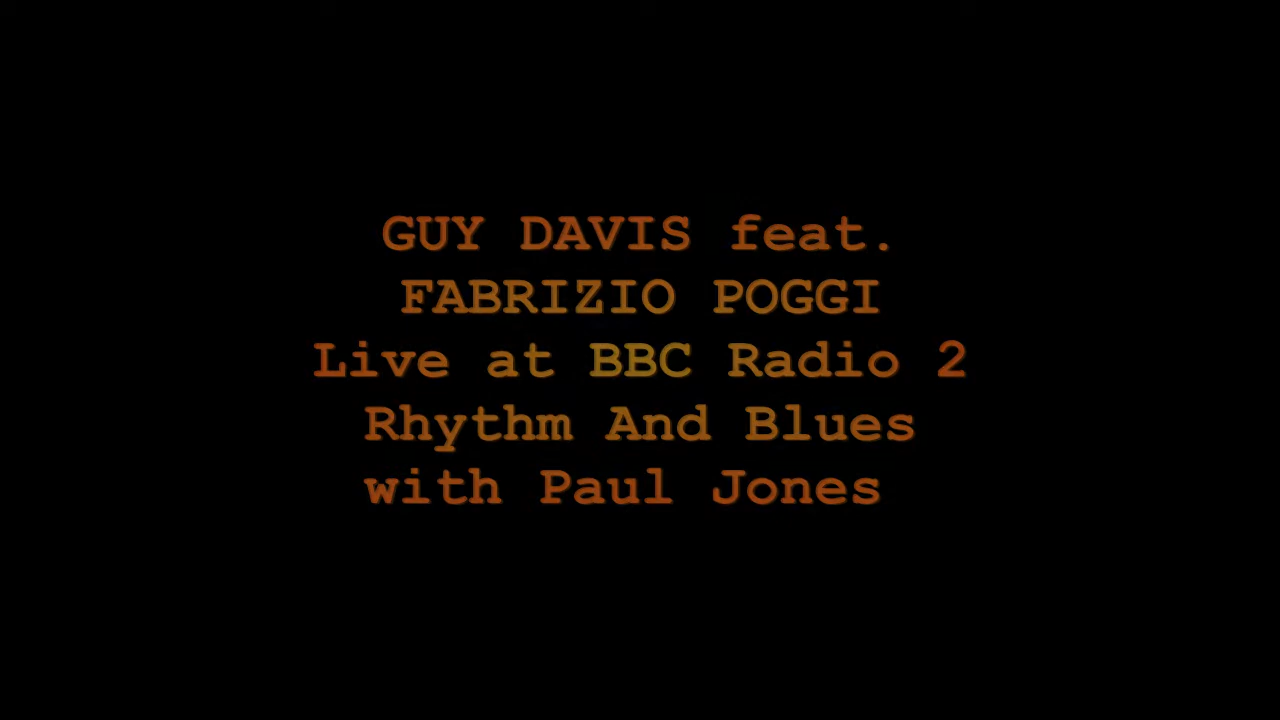 GUY DAVIS feat.
FABRIZIO POGGI
Live at BBC Radio 2
Rhythm And Blues
with Paul Jones